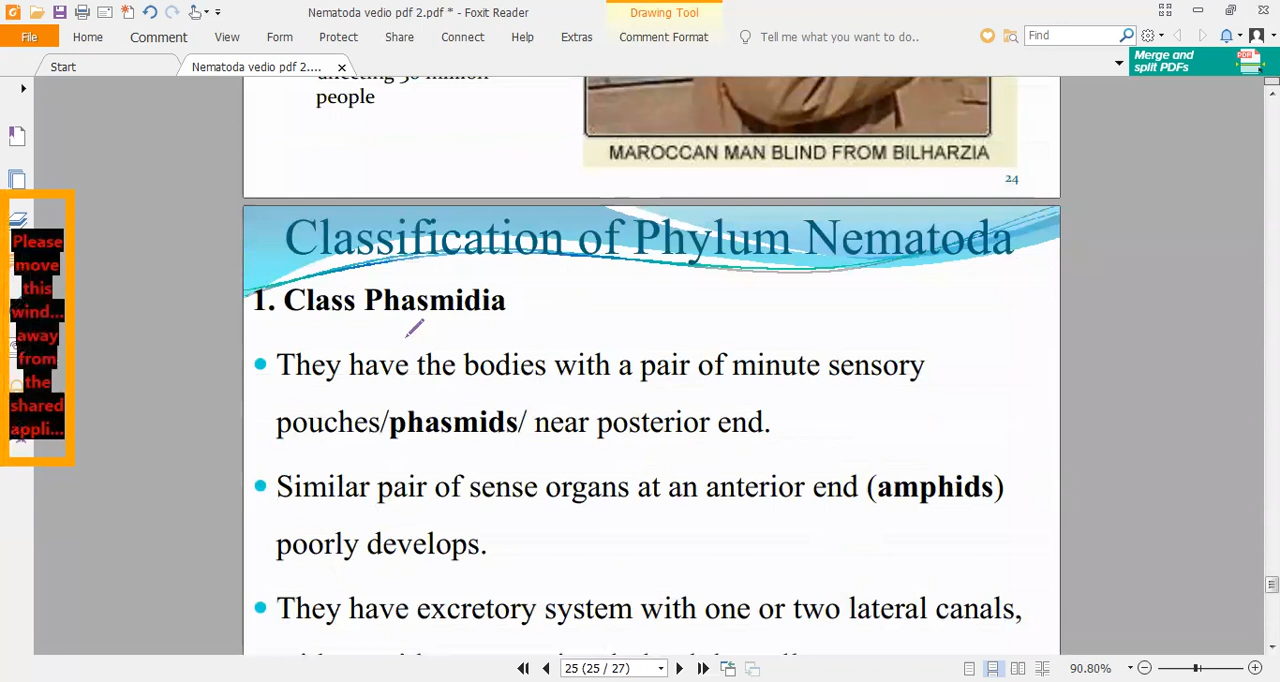 Nematoda vedio pdf 2.pdf * - Foxit Reader
Drawing Tool
File
Home
Comment
View
Form
Protect
Share
Connect
Help
Extras
Comment Format
Tell me what you want to do..
Find
Start
Nematoda vedio pdf 2....
Merge and
split PDFs
people
MAROCCAN MAN BLIND FROM BILHARZIA
24
Please
move
this
wind...
away
from
the
shared
appli...
Classification of Phylum Nematoda
1. Class Phasmidia
They have the bodies with a pair of minute sensory
pouches/phasmids/ near posterior end.
Similar pair of sense organs at an anterior end (amphids)
poorly develops.
They have excretory system with one or two lateral canals,
25 (25 / 27)
90.80%